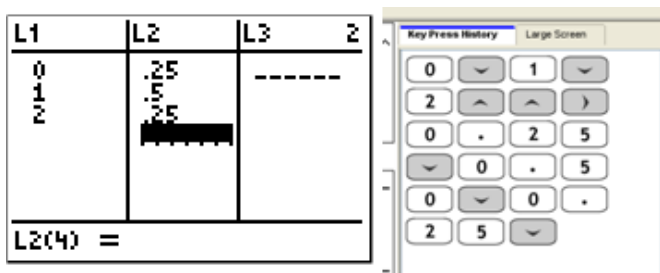 L1 L2 L3 2
0 .25 ------
1 .5
2 .25
L2(4) =
Key Press History Large Screen
0 1
2 )
0 . 2 5
0 . 5
0 0 .
2 5